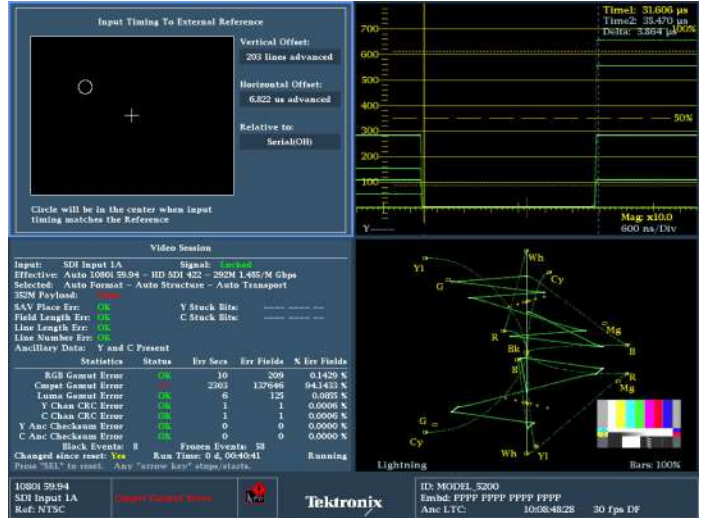 Input Timing To External Reference
Vertical Offset:
203 lines advanced
Horizontal Offset:
6.822 us advanced
Relative to:
Serial(OH)
Circle will be in the center when input
timing matches the Reference
Time1: 31.606 µs
Time2: 35.470 µs
Delta: 3.864 µs
100%
700
600
500
50%
400
300
200
100
Mag: x10.0
Y
600 ns/Div
Video Session
Input: SDI Input 1A Signal: Locked
Effective: Auto 1080i 59.94 - HD SDI 422 - 292M 1.485/M Gbps
Selected: Auto Format - Auto Structure - Auto Transport
352M Payload:
SAV Place Err: OK Y Stuck Bits: ---- ---- --
Field Length Err: OK C Stuck Bits: ---- ---- --
Line Length Err: OK
Line Number Err: OK
Ancillary Data: Y and C Present
Statistics Status Err Secs Err Fields % Err Fields
RGB Gamut Error OK 10 209 0.1429 %
Cmpst Gamut Error 2303 137646 94.1433 %
Luma Gamut Error OK 6 125 0.0855 %
Y Chan CRC Error OK 1 1 0.0006 %
C Chan CRC Error OK 1 1 0.0006 %
Y Anc Checksum Error OK 0 0 0.0000 %
C Anc Checksum Error OK 0 0 0.0000 %
Black Events: 8 Frozen Events: 58
Changed since reset: Yes Run Time: 0 d, 00:40:41 Running
Press "SEL" to reset. Any "arrow key" stops/starts.
Wh
Yl
Cy
G
Mg
R
Bk
B
B
R
Mg
G
Cy
Wh
Yl
Lightning
Bars: 100%
1080i 59.94
SDI Input 1A
Ref: NTSC
Cmpst Gamut Error
Tektronix
ID: MODEL_5200
Embd: PPPP PPPP PPPP PPPP
Anc LTC: 10:08:48:28 30 fps DF